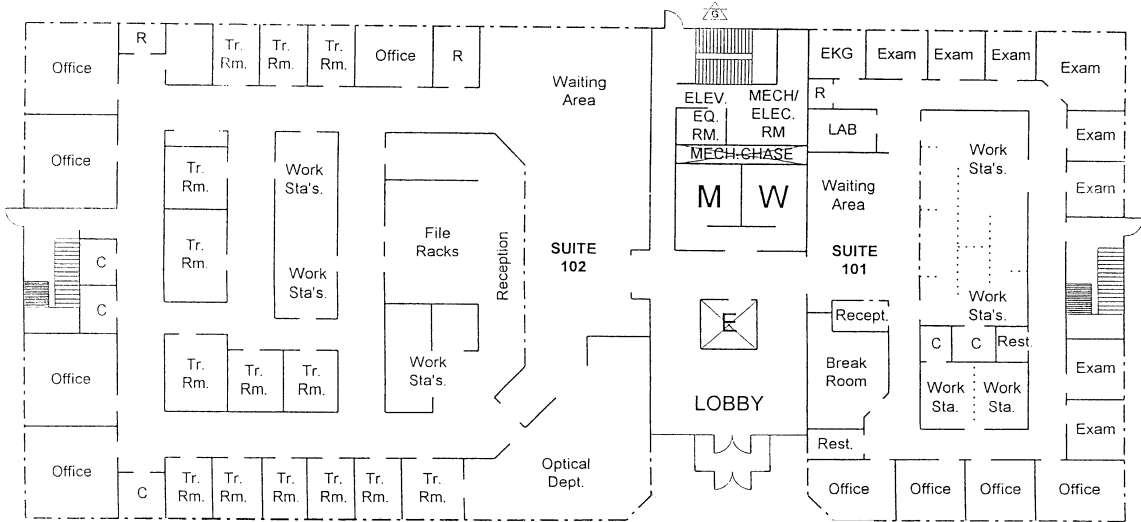 G
R
Tr.
Rm.
Tr.
Rm.
Tr.
Rm.
Office
R
Office
Waiting
Area
ELEV.
EQ.
RM.
MECH/
ELEC.
RM
MECH.CHASE
EKG
Exam
Exam
Exam
Exam
R
LAB
Office
Tr.
Rm.
Work
Sta's.
M
W
Waiting
Area
Work
Sta's.
Exam
Exam
C
C
Tr.
Rm.
Work
Sta's.
File
Racks
Reception
SUITE
102
SUITE
101
Work
Sta's.
E
Recept.
C
C
Rest.
Office
Tr.
Rm.
Tr.
Rm.
Tr.
Rm.
Work
Sta's.
LOBBY
Break
Room
Work
Sta.
Work
Sta.
Exam
Exam
Rest.
Office
C
Tr.
Rm.
Tr.
Rm.
Tr.
Rm.
Tr.
Rm.
Tr.
Rm.
Tr.
Rm.
Optical
Dept.
Office
Office
Office
Office